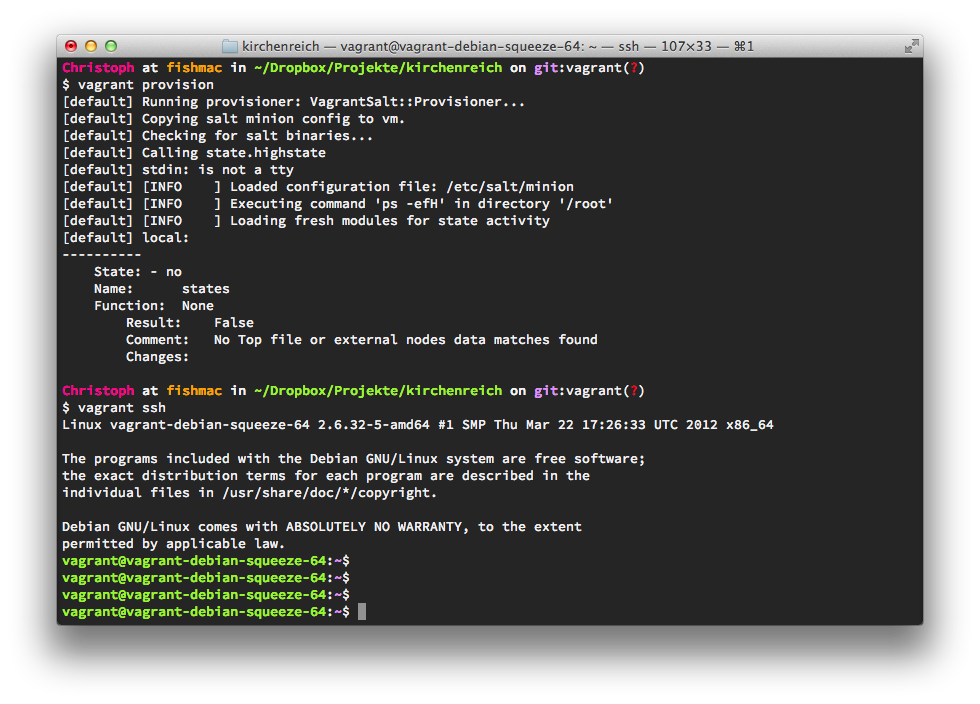 kirchenreich — vagrant@vagrant-debian-squeeze-64: ~ — ssh — 107×33 — ⌘1
Christoph at fishmac in ~/Dropbox/Projekte/kirchenreich on git:vagrant(?)
$ vagrant provision
[default] Running provisioner: VagrantSalt::Provisioner...
[default] Copying salt minion config to vm.
[default] Checking for salt binaries...
[default] Calling state.highstate
[default] stdin: is not a tty
[default] [INFO    ] Loaded configuration file: /etc/salt/minion
[default] [INFO    ] Executing command 'ps -efH' in directory '/root'
[default] [INFO    ] Loading fresh modules for state activity
[default] local:
----------
    State: - no
    Name:      states
    Function:  None
        Result:    False
        Comment:   No Top file or external nodes data matches found
        Changes:
Christoph at fishmac in ~/Dropbox/Projekte/kirchenreich on git:vagrant(?)
$ vagrant ssh
Linux vagrant-debian-squeeze-64 2.6.32-5-amd64 #1 SMP Thu Mar 22 17:26:33 UTC 2012 x86_64
The programs included with the Debian GNU/Linux system are free software;
the exact distribution terms for each program are described in the
individual files in /usr/share/doc/*/copyright.
Debian GNU/Linux comes with ABSOLUTELY NO WARRANTY, to the extent
permitted by applicable law.
vagrant@vagrant-debian-squeeze-64:~$
vagrant@vagrant-debian-squeeze-64:~$
vagrant@vagrant-debian-squeeze-64:~$
vagrant@vagrant-debian-squeeze-64:~$